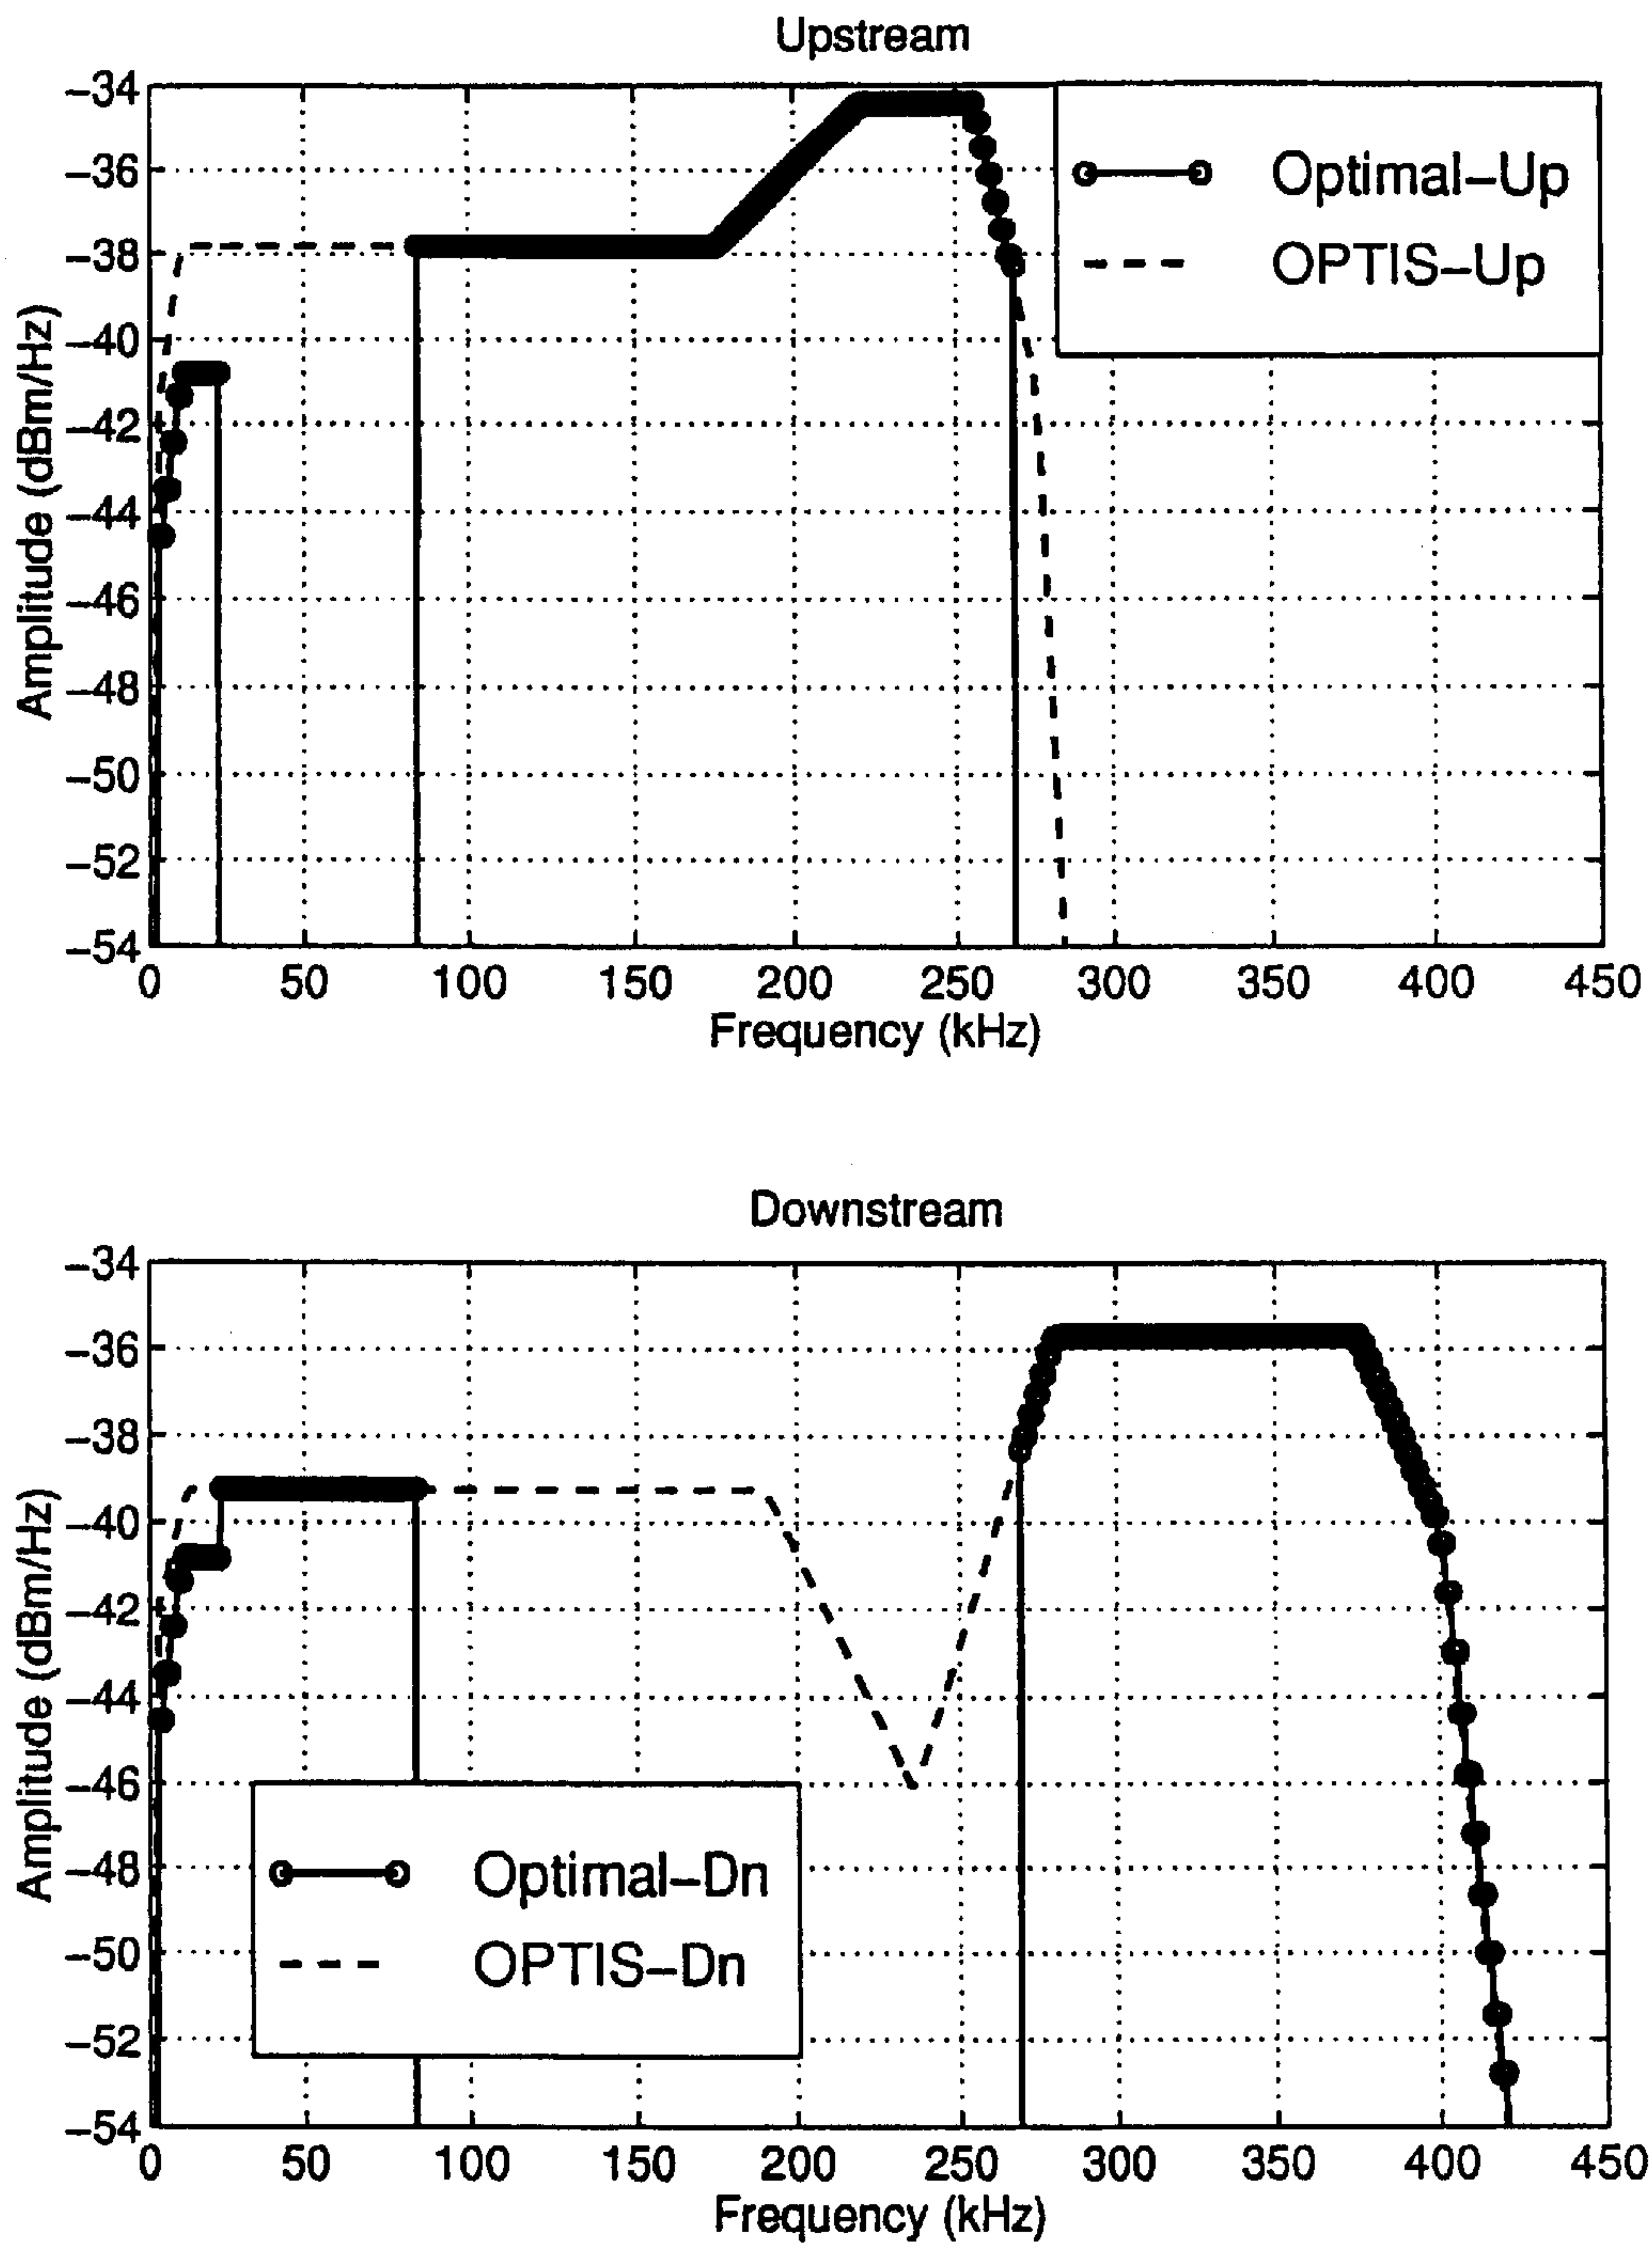 Upstream
−34
−36
−38
−40
−42
−44
−46
−48
−50
−52
−54
Amplitude (dBm/Hz)
Optimal−Up
OPTIS−Up
0 50 100 150 200 250 300 350 400 450
Frequency (kHz)
Downstream
−34
−36
−38
−40
−42
−44
−46
−48
−50
−52
−54
Amplitude (dBm/Hz)
Optimal−Dn
OPTIS−Dn
0 50 100 150 200 250 300 350 400 450
Frequency (kHz)